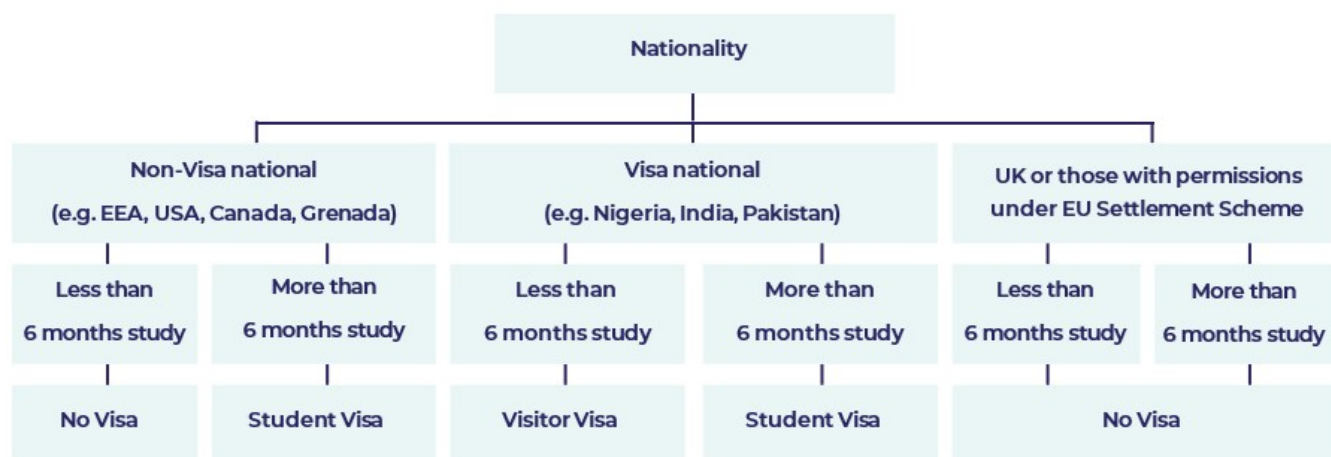 Nationality
Non-Visa national
(e.g. EEA, USA, Canada, Grenada)
Visa national
(e.g. Nigeria, India, Pakistan)
UK or those with permissions
under EU Settlement Scheme
Less than
6 months study
More than
6 months study
Less than
6 months study
More than
6 months study
Less than
6 months study
More than
6 months study
No Visa
Student Visa
Visitor Visa
Student Visa
No Visa